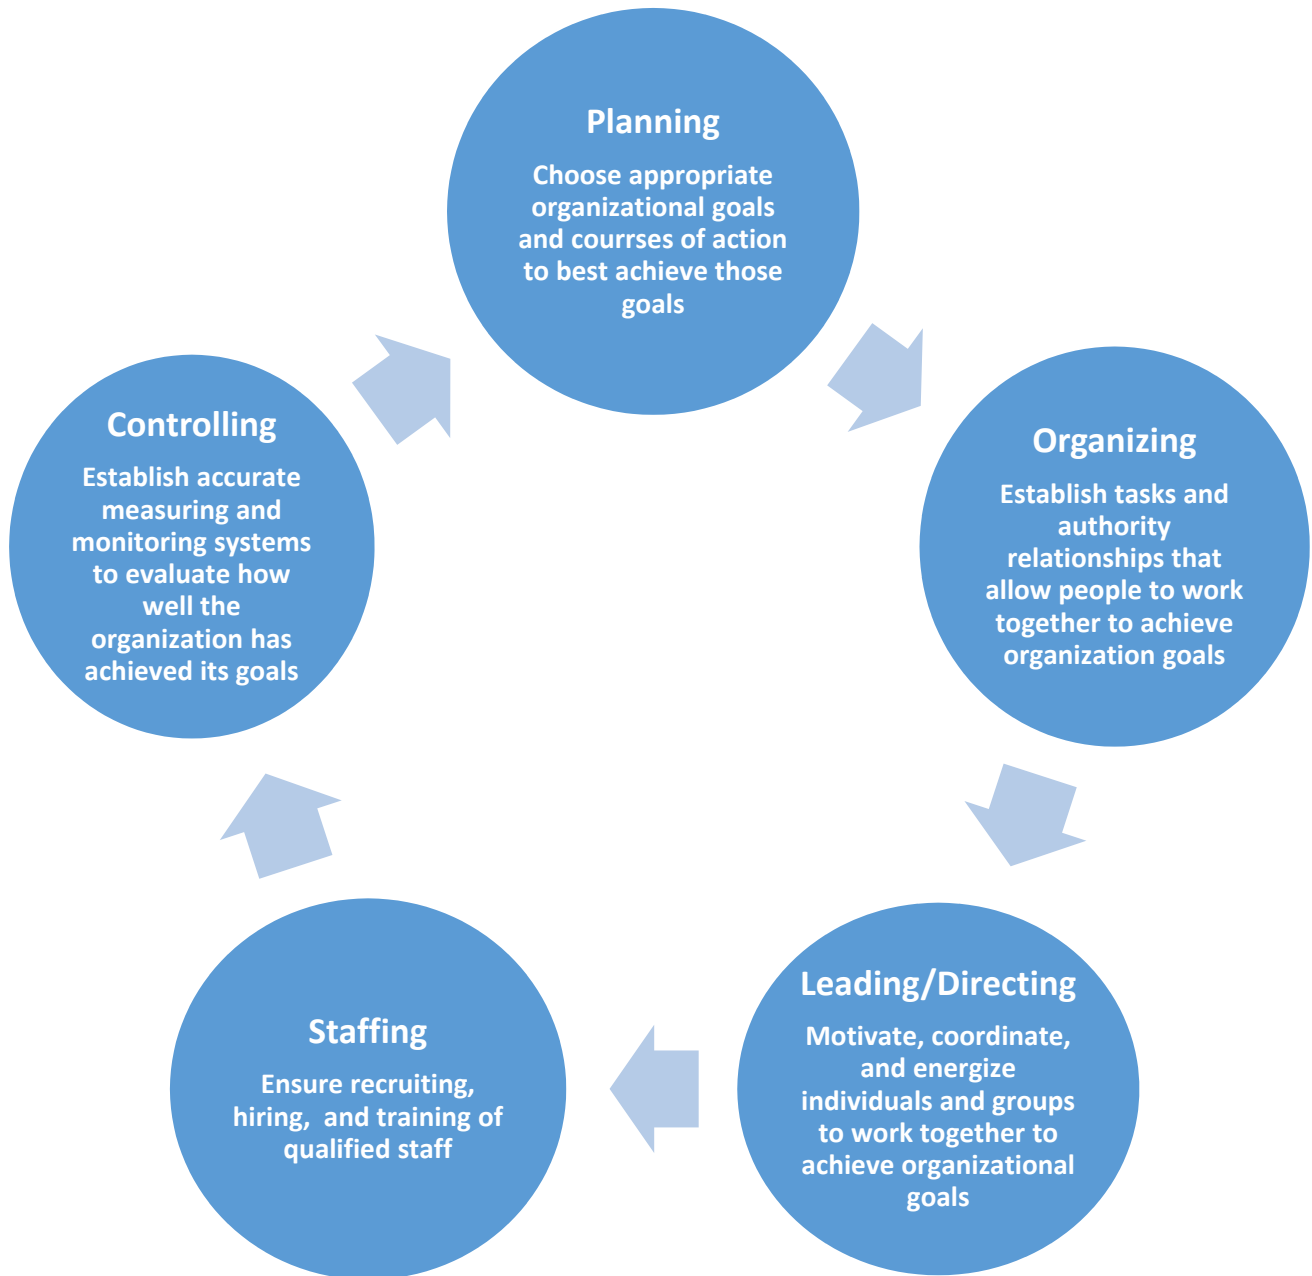 Planning
Choose appropriate
organizational goals
and courrses of action
to best achieve those
goals
Organizing
Establish tasks and
authority
relationships that
allow people to work
together to achieve
organization goals
Leading/Directing
Motivate, coordinate,
and energize
individuals and groups
to work together to
achieve organizational
goals
Staffing
Ensure recruiting,
hiring,  and training of
qualified staff
Controlling
Establish accurate
measuring and
monitoring systems
to evaluate how
well the
organization has
achieved its goals